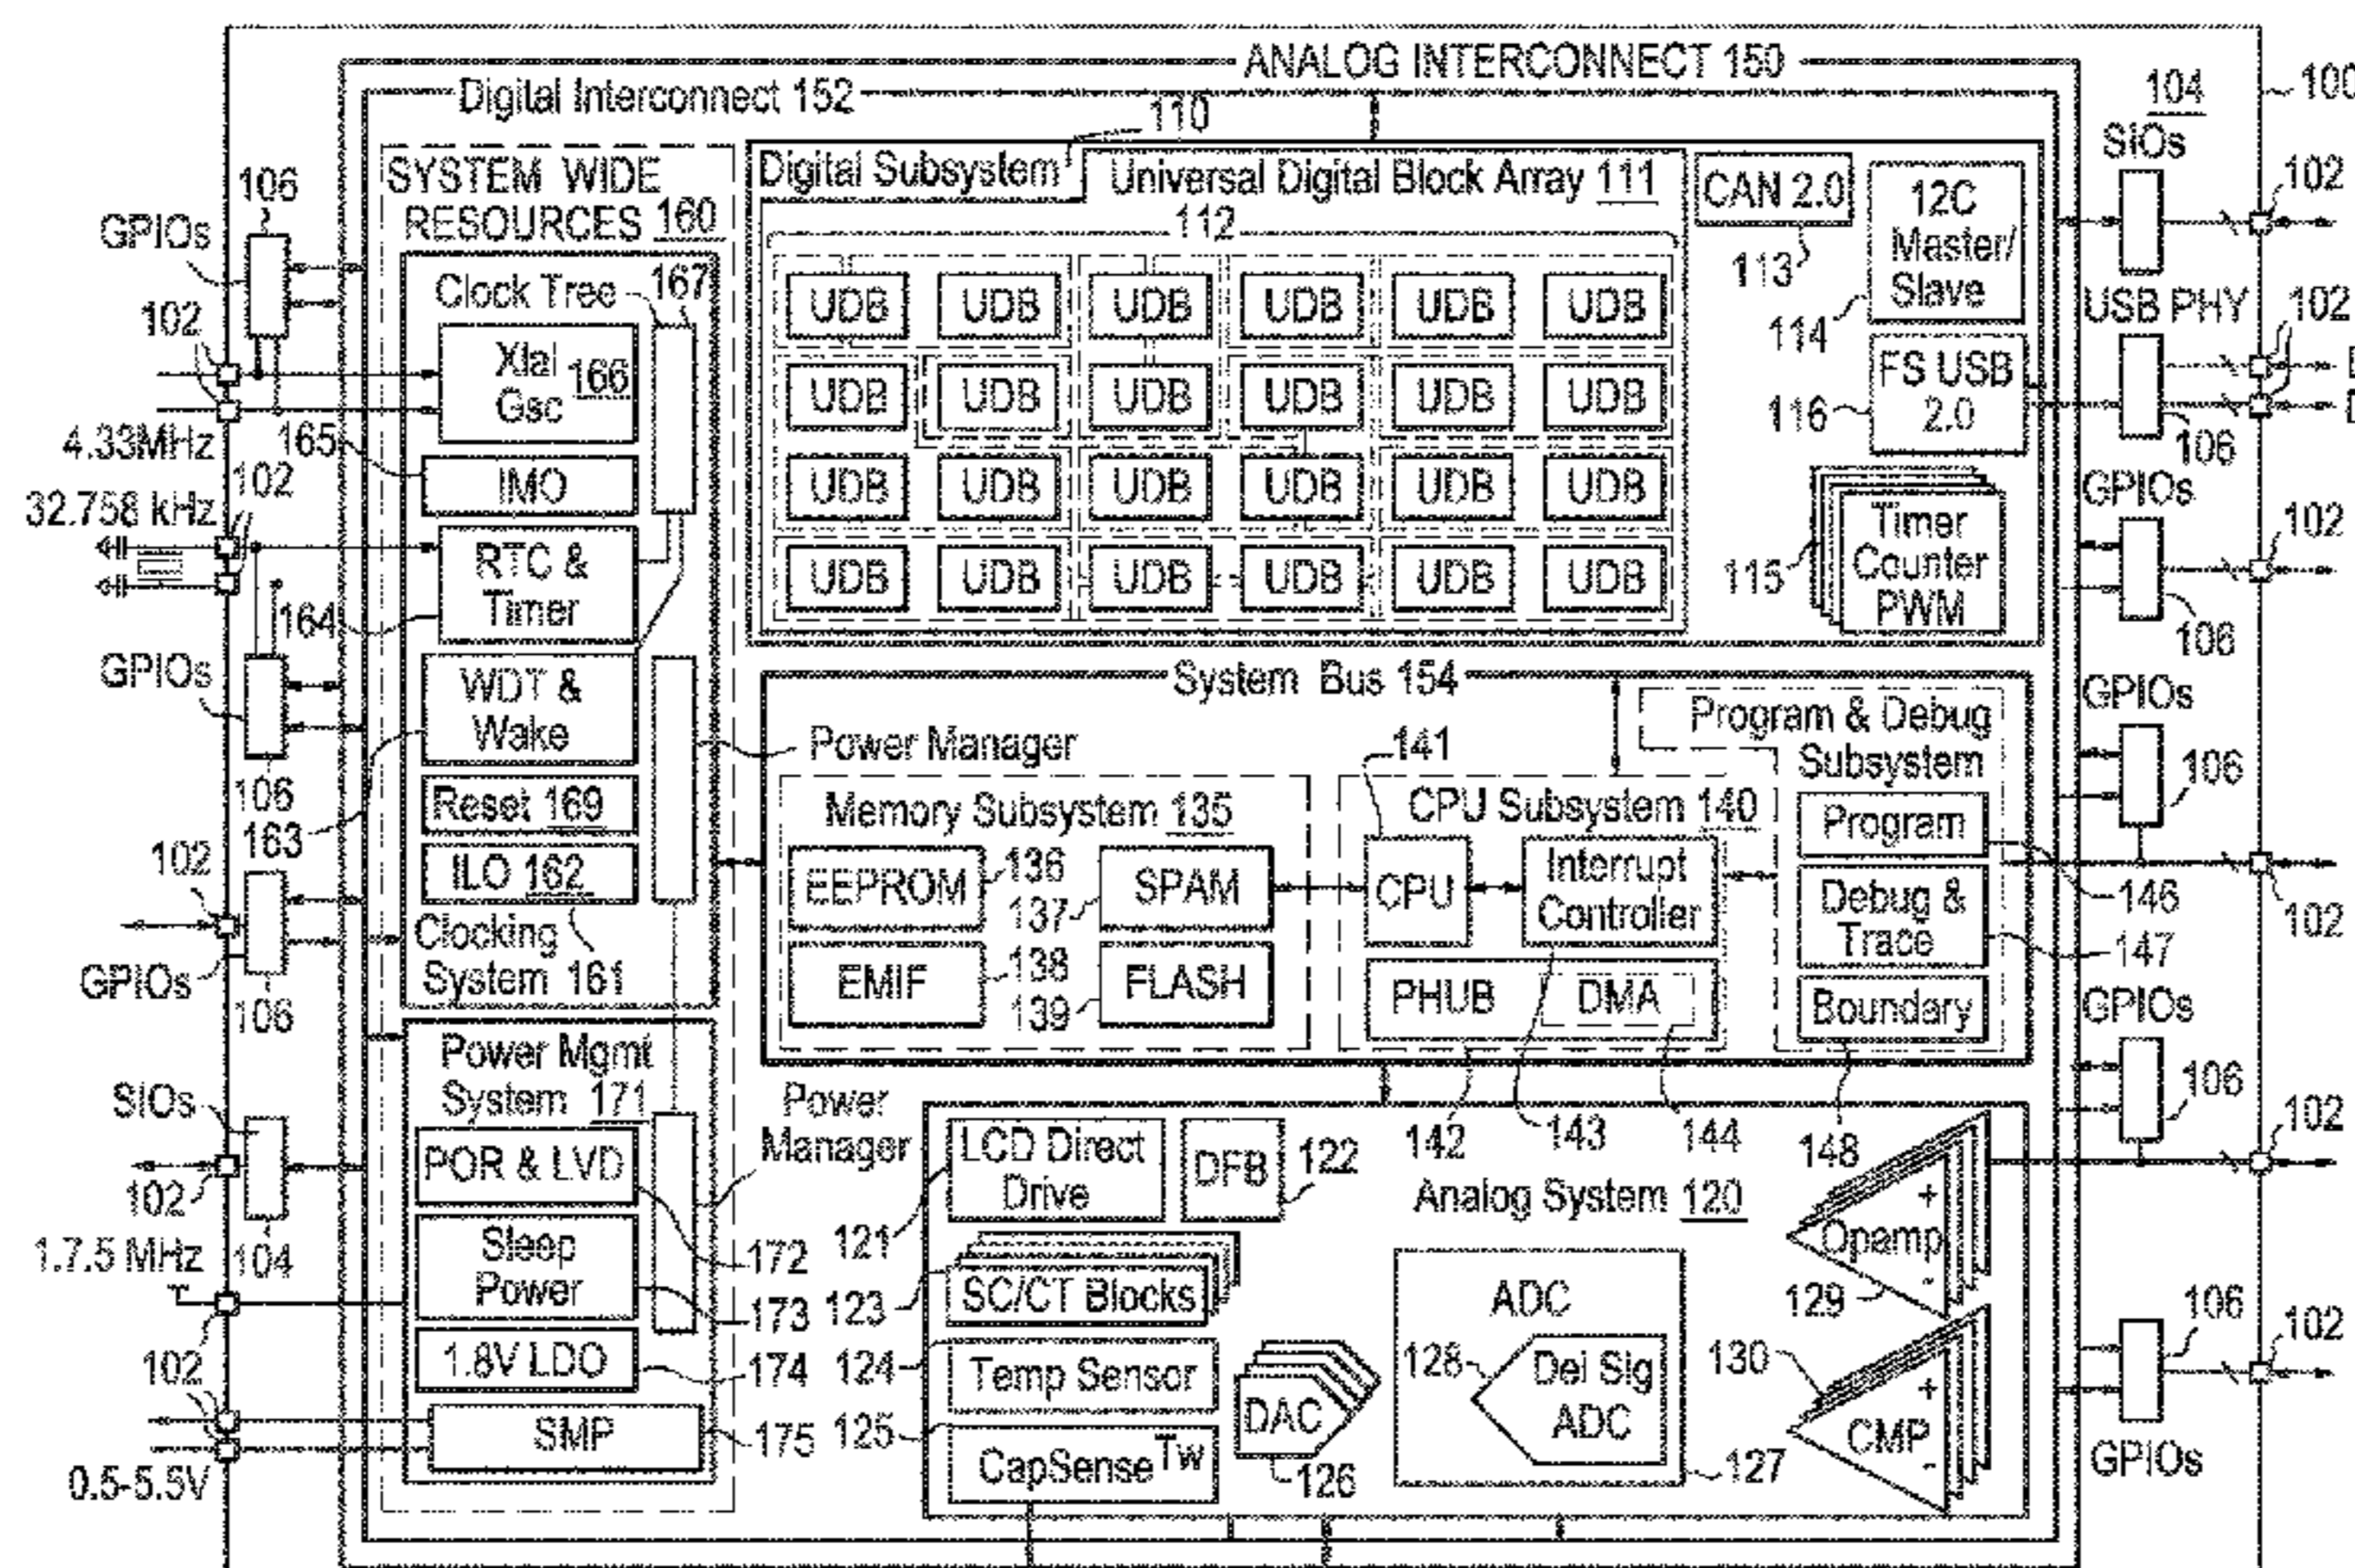 ANALOG INTERCONNECT 150
Digital Interconnect 152
110
104
100
SIOs
102
SYSTEM WIDE
RESOURCES 160
Digital Subsystem
Universal Digital Block Array 111
112
CAN 2.0
113
12C
Master/
Slave
114
106
GPIOs
102
Clock Tree
167
Xtal
Gsc
166
4.33MHz
165
IMO
102
32.758 kHz
RTC &
Timer
164
GPIOs
106
WDT &
Wake
163
Reset 169
ILO 162
Clocking
System 161
102
GPIOs
106
UDB UDB UDB UDB UDB UDB
UDB UDB UDB UDB UDB UDB
UDB UDB UDB UDB UDB UDB
UDB UDB UDB UDB UDB UDB
USB PHY
102
FS USB
2.0
116
106
GPIOs
Timer
Counter
PWM
115
102
106
System Bus 154
Power Manager
Memory Subsystem 135
EEPROM
136
SPAM
137
EMIF
138
FLASH
139
141
CPU Subsystem 140
CPU
Interrupt
Controller
PHUB
DMA
142
143
144
Program & Debug
Subsystem
Program
146
Debug &
Trace
147
Boundary
148
GPIOs
106
102
GPIOs
106
102
Power Mgmt
System 171
Power
Manager
SIOs
102
104
POR & LVD
172
1.7.5 MHz
Sleep
Power
173
102
1.8V LDO
174
SMP
175
0.5-5.5V
LCD Direct
Drive
121
DFB
122
Analog System 120
SC/CT Blocks
123
Temp Sensor
124
CapSense Tw
125
DAC
126
ADC
128
Del Sig
ADC
127
+
Opamp
-
129
130
+
CMP
-
106
102
GPIOs